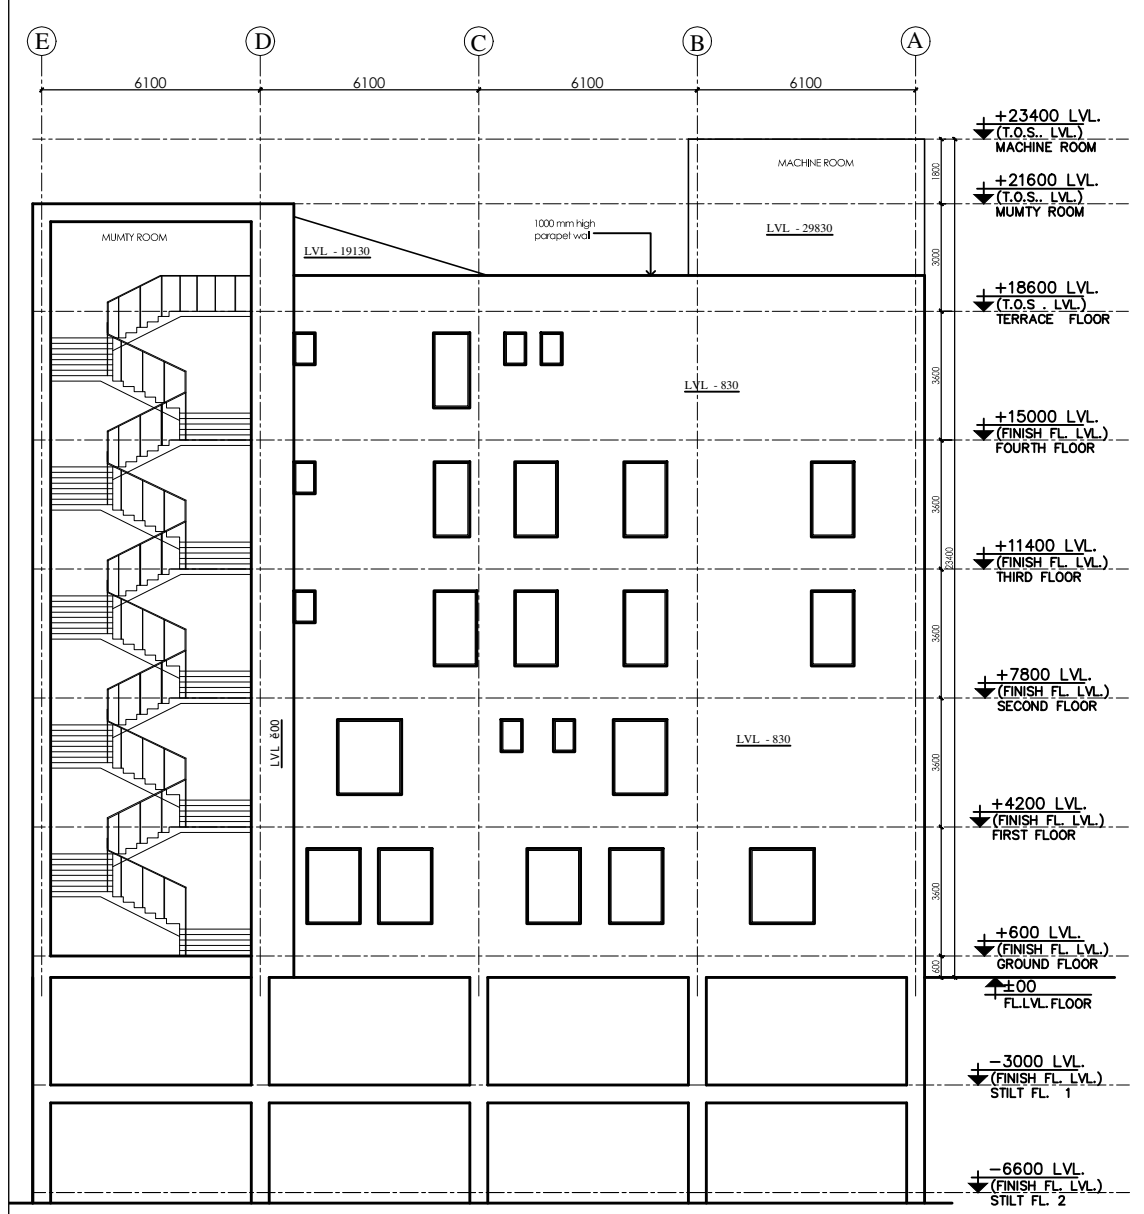 E D C B A
6100 6100 6100 6100
+23400 LVL.
(T.O.S.. LVL.)
MACHINE ROOM
MACHINE ROOM
1800
+21600 LVL.
(T.O.S.. LVL.)
MUMTY ROOM
MUMTY ROOM
1000 mm high
parapet wall
LVL - 29830
LVL - 19130
3000
+18600 LVL.
(T.O.S . LVL.)
TERRACE FLOOR
LVL - 830
3600
+15000 LVL.
(FINISH FL. LVL.)
FOURTH FLOOR
3600
23400
+11400 LVL.
(FINISH FL. LVL.)
THIRD FLOOR
3600
+7800 LVL.
(FINISH FL. LVL.)
SECOND FLOOR
LVL ě00
LVL - 830
3600
+4200 LVL.
(FINISH FL. LVL.)
FIRST FLOOR
3600
+600 LVL.
(FINISH FL. LVL.)
GROUND FLOOR
600
±00
FL.LVL.FLOOR
-3000 LVL.
(FINISH FL. LVL.)
STILT FL. 1
-6600 LVL.
(FINISH FL. LVL.)
STILT FL. 2